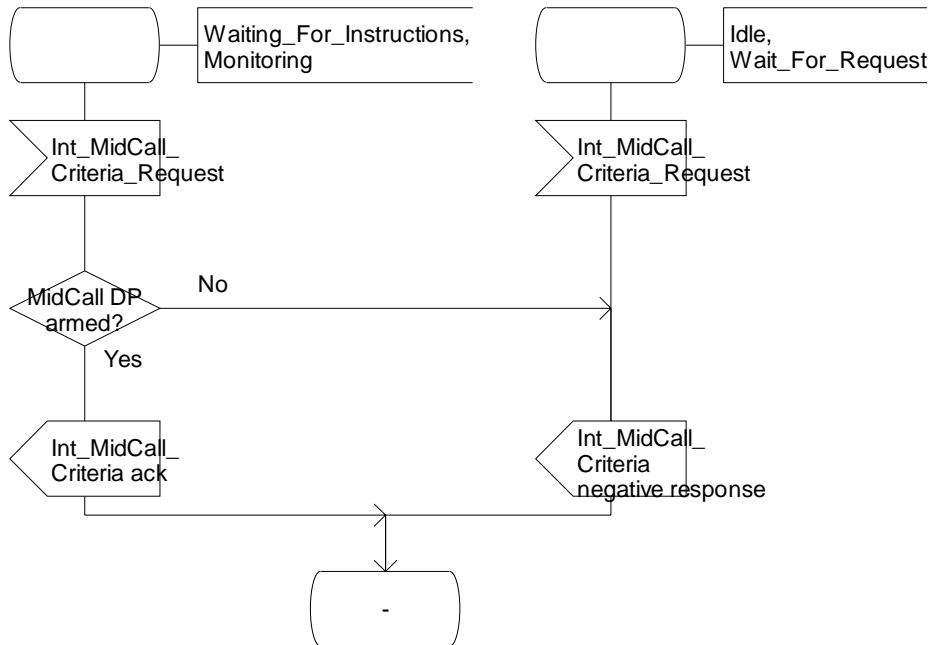 Waiting_For_Instructions,
Monitoring
Idle,
Wait_For_Request
Int_MidCall_
Criteria_Request
Int_MidCall_
Criteria_Request
MidCall DP
armed?
No
Yes
Int_MidCall_
Criteria ack
Int_MidCall_
Criteria
negative response
-